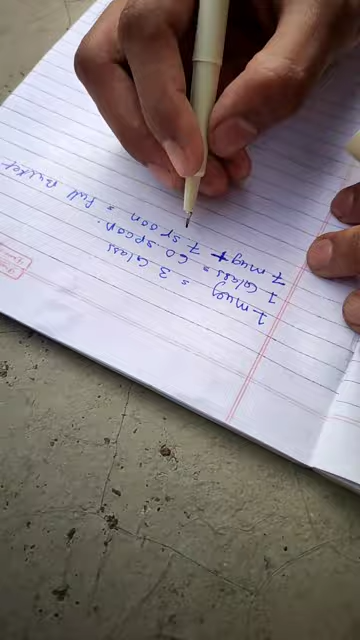 1 mug = 3 Glass
1 Glass = 60 spoon.
7 mug + 7 spoon = full Bucket